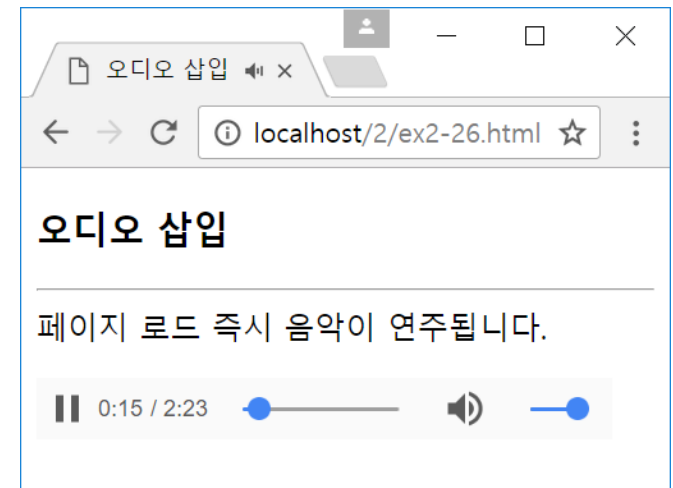 오디오 삽입
localhost/2/ex2-26.html
오디오 삽입
페이지 로드 즉시 음악이 연주됩니다.
0:15 / 2:23